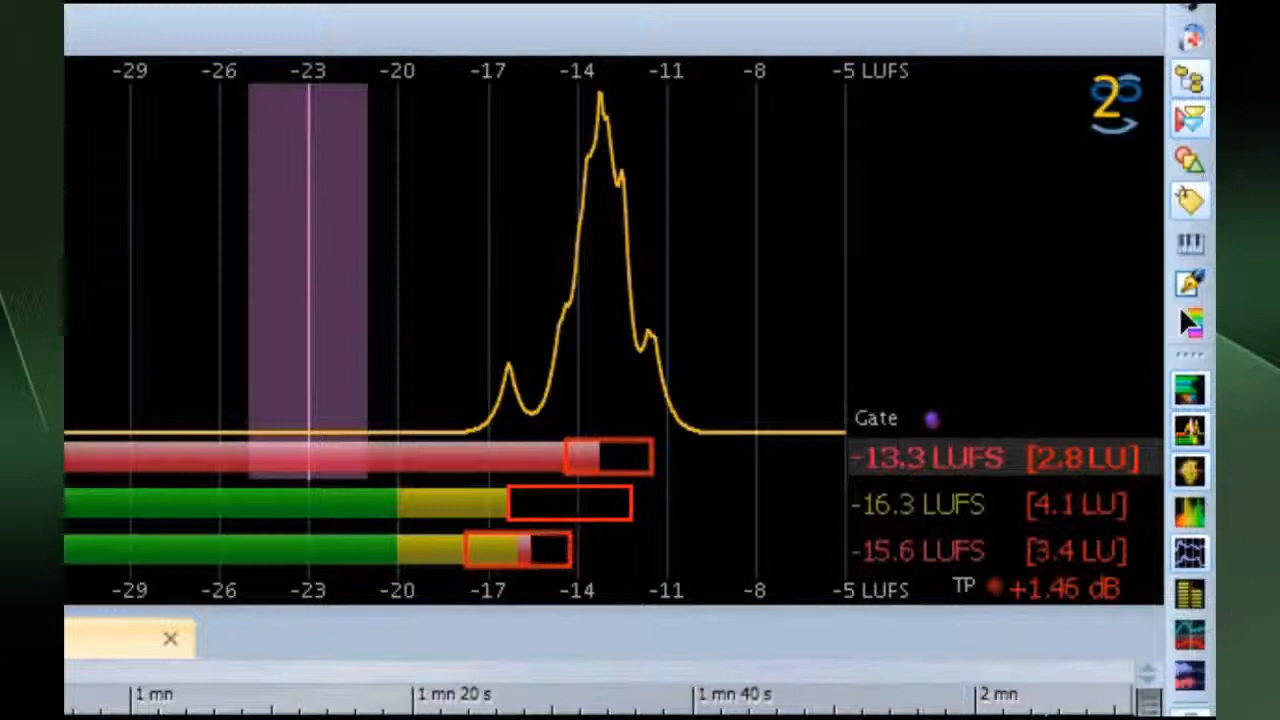 -29 -26 -23 -20 -17 -14 -11 -8 -5 LUFS
2
Gate
-13.3 LUFS [2.8 LU]
-16.3 LUFS [4.1 LU]
-15.6 LUFS [3.4 LU]
TP +1.46 dB
-29 -26 -23 -20 -17 -14 -11 -8 -5 LUFS
1 mn 1 mn 20 s 1 mn 40 s 2 mn